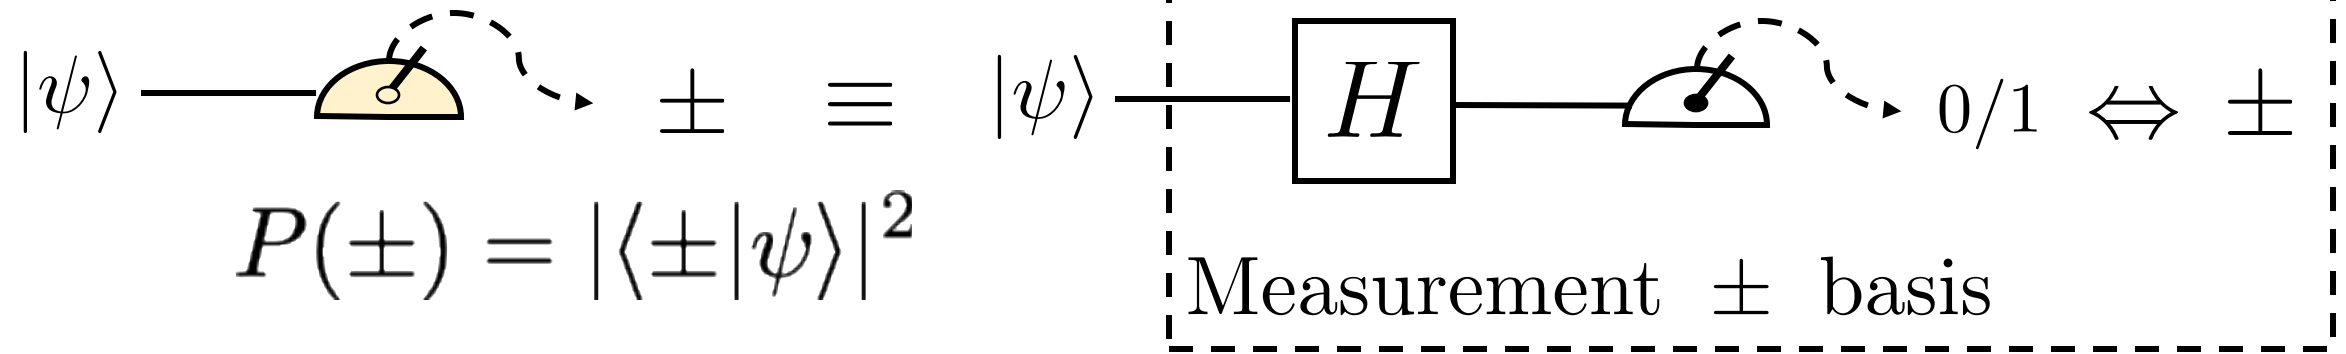 |ψ⟩ ± ≡ |ψ⟩ H 0/1 ⇔ ±
P(±) = |⟨±|ψ⟩|²
Measurement ± basis